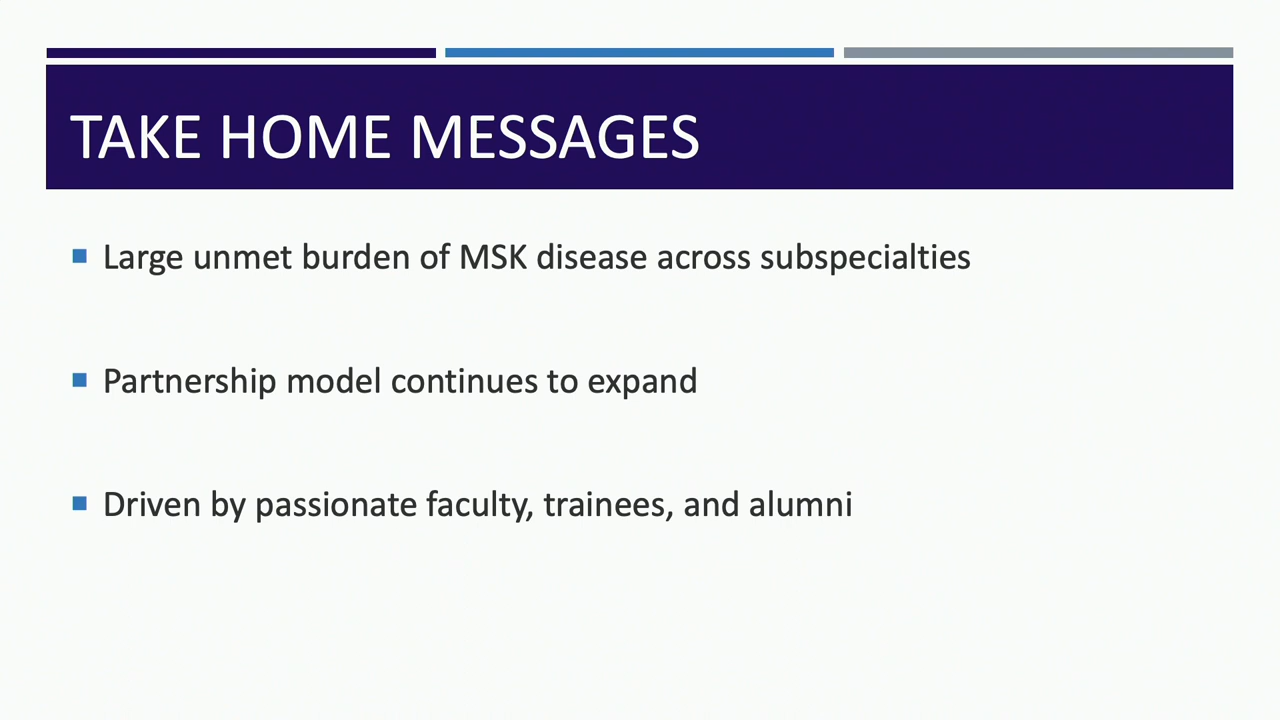 TAKE HOME MESSAGES
Large unmet burden of MSK disease across subspecialties
Partnership model continues to expand
Driven by passionate faculty, trainees, and alumni